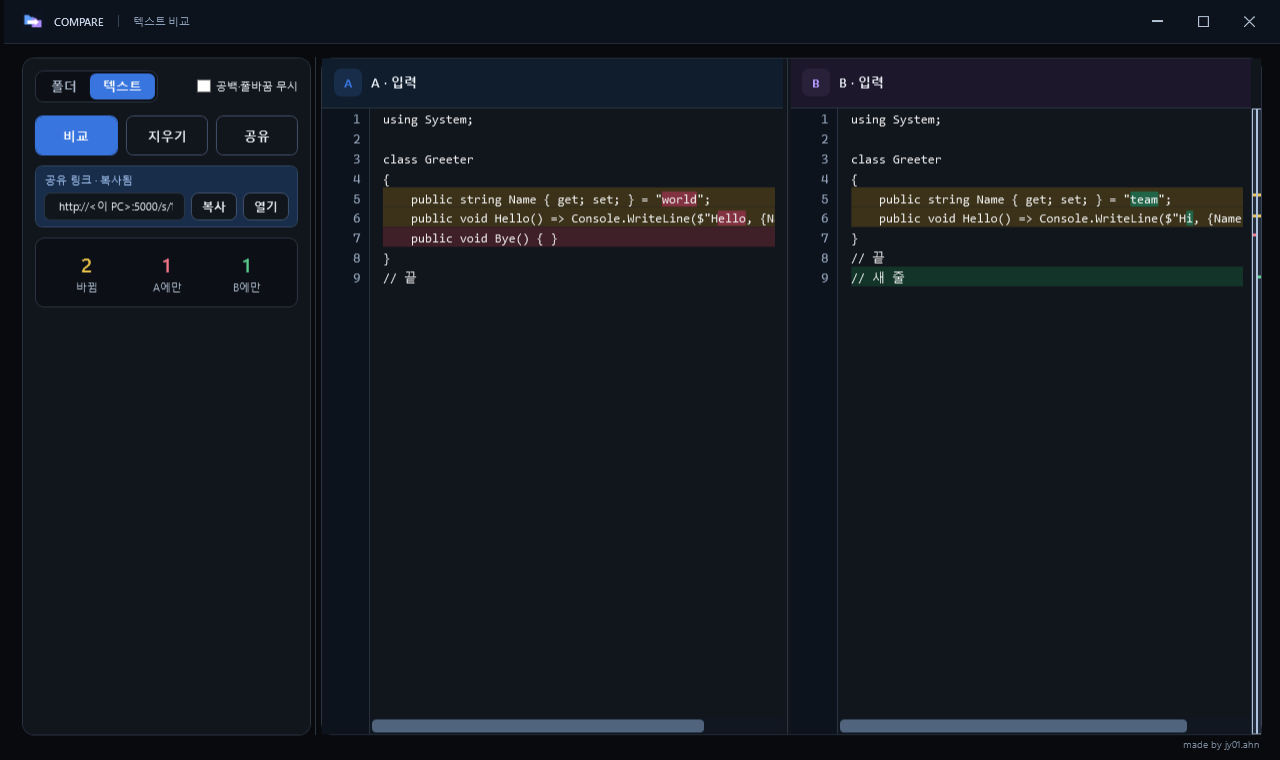 COMPARE
텍스트 비교
폴더
텍스트
공백·줄바꿈 무시
비교
지우기
공유
공유 링크 · 복사됨
http://<이 PC>:5000/s/
복사
열기
2
바뀜
1
A에만
1
B에만
A
A · 입력
1 using System;
2
3 class Greeter
4 {
5 public string Name { get; set; } = "world";
6 public void Hello() => Console.WriteLine($"Hello, {N
7 public void Bye() { }
8 }
9 // 끝
B
B · 입력
1 using System;
2
3 class Greeter
4 {
5 public string Name { get; set; } = "team";
6 public void Hello() => Console.WriteLine($"Hi, {Name
7 }
8 // 끝
9 // 새 줄
made by jy01.ahn